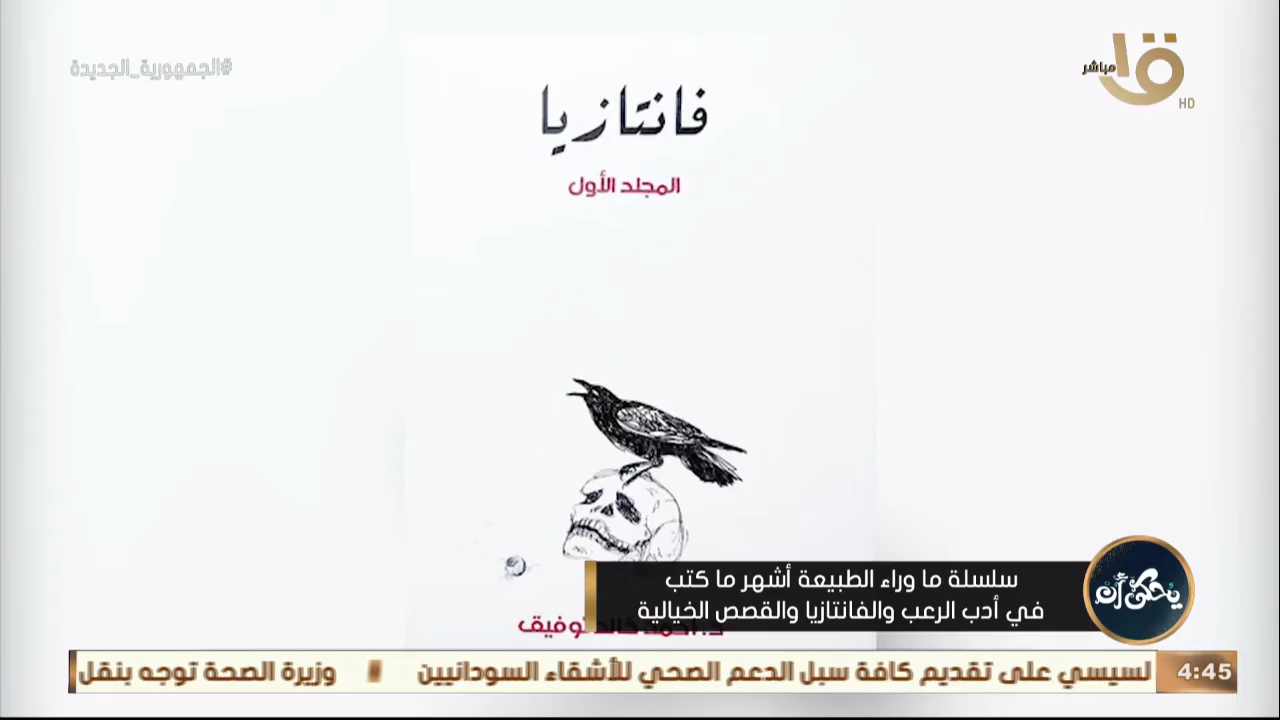 #الجمهورية_الجديدة
مباشر
HD
فانتازيا
المجلد الأول
سلسلة ما وراء الطبيعة أشهر ما كتب
في أدب الرعب والفانتازيا والقصص الخيالية
يحكى أن
توفيق
4:45
لسيسي على تقديم كافة سبل الدعم الصحي للأشقاء السودانيين
وزيرة الصحة توجه بنقل